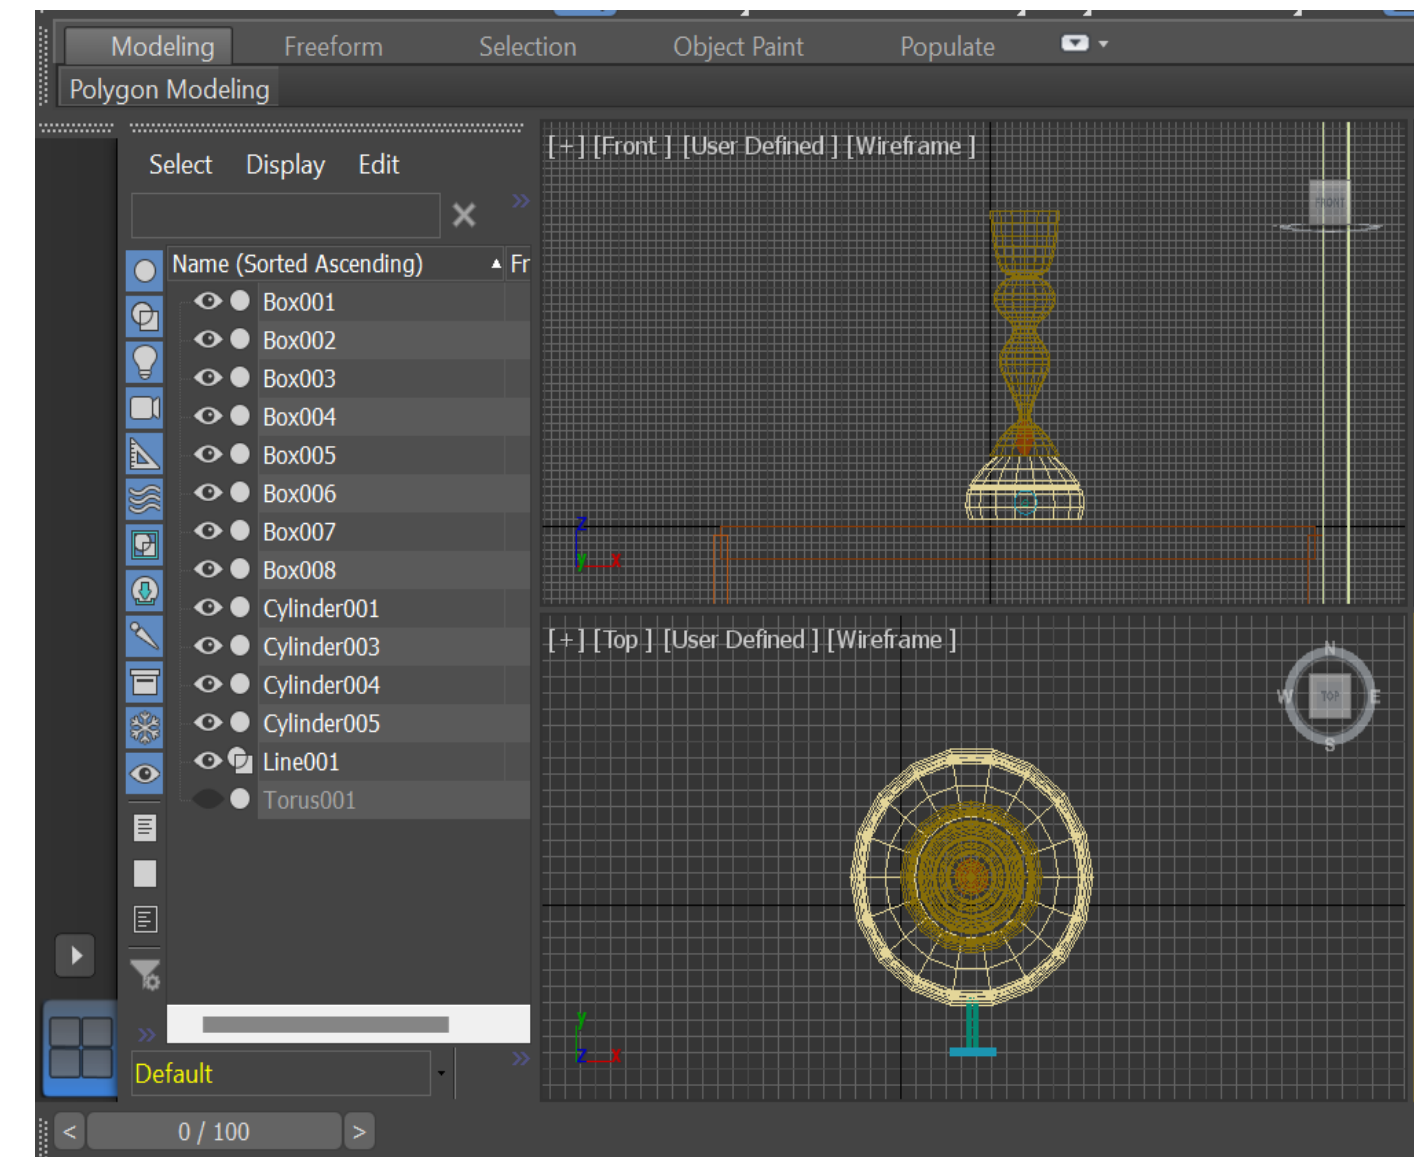 Modeling Freeform Selection Object Paint Populate
Polygon Modeling
Select Display Edit
Name (Sorted Ascending) Fr
Box001
Box002
Box003
Box004
Box005
Box006
Box007
Box008
Cylinder001
Cylinder003
Cylinder004
Cylinder005
Line001
Torus001
Default
0 / 100
[+] [Front ] [User Defined ] [Wireframe ]
FRONT
z
y x
[+] [Top ] [User Defined ] [Wireframe ]
N
W TOP E
S
y
z x